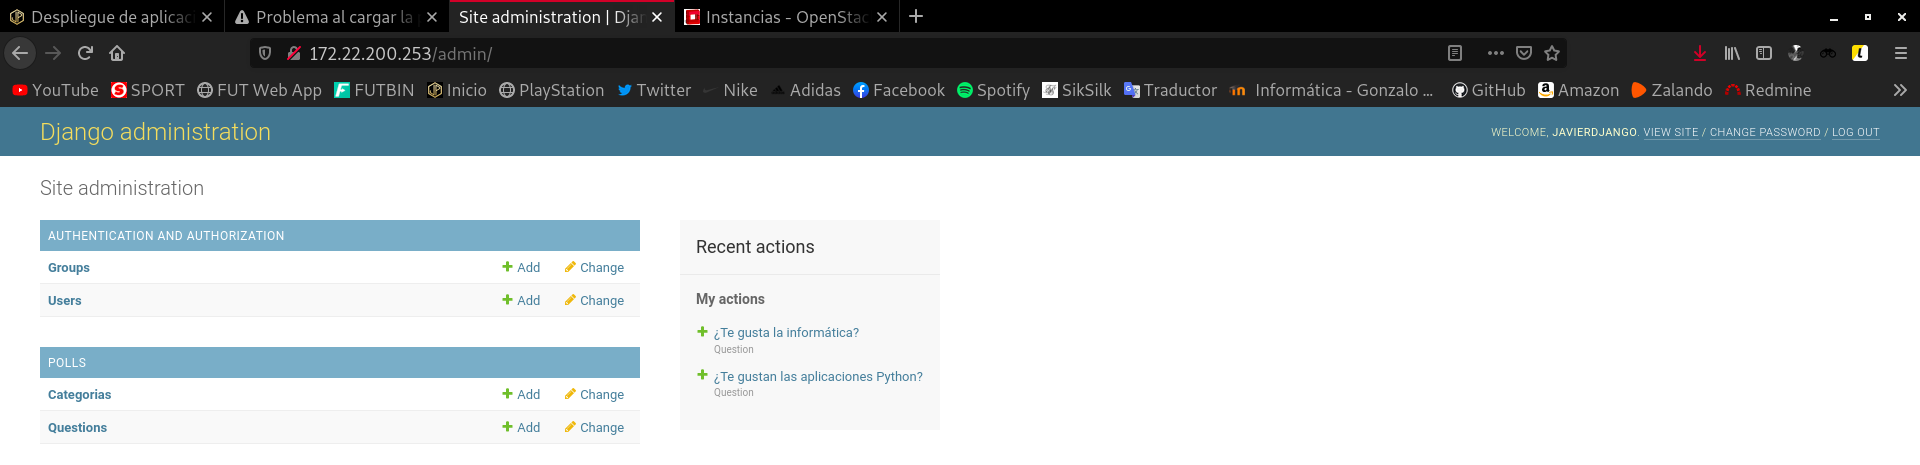 Despliegue de aplicac
Problema al cargar la
Site administration | Djan
Instancias - OpenStac
172.22.200.253/admin/
YouTube
SPORT
FUT Web App
FUTBIN
Inicio
PlayStation
Twitter
Nike
Adidas
Facebook
Spotify
SikSilk
Traductor
Informática - Gonzalo ...
GitHub
Amazon
Zalando
Redmine
Django administration
WELCOME, JAVIERDJANGO. VIEW SITE / CHANGE PASSWORD / LOG OUT
Site administration
AUTHENTICATION AND AUTHORIZATION
Groups Add Change
Users Add Change
POLLS
Categorias Add Change
Questions Add Change
Recent actions
My actions
¿Te gusta la informática?
Question
¿Te gustan las aplicaciones Python?
Question